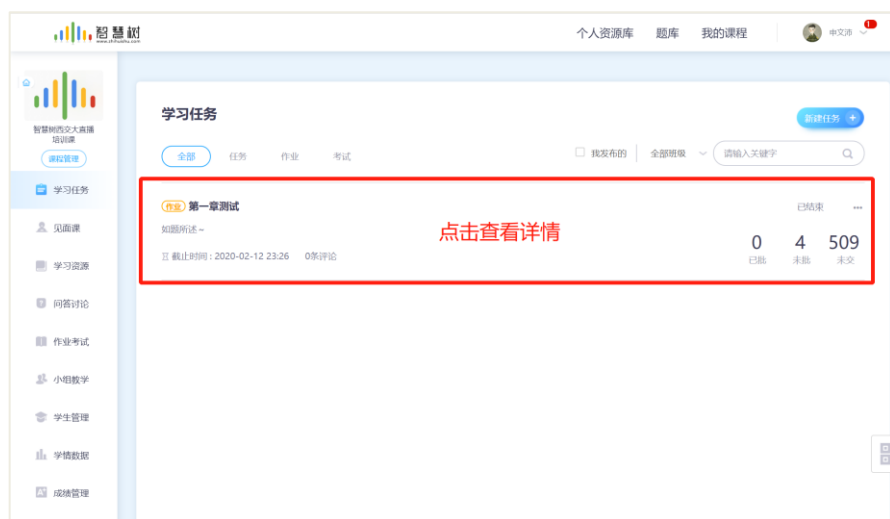 智慧树
www.zhihuishu.com
个人资源库 题库 我的课程 申文沛 1
智慧树西交大直播
培训课
课程管理
学习任务
见面课
学习资源
问答讨论
作业考试
小组教学
学生管理
学情数据
成绩管理
学习任务
新建任务 +
全部 任务 作业 考试 我发布的 全部班级 请输入关键字
作业 第一章测试 已结束 •••
如题所述~
点击查看详情
截止时间：2020-02-12 23:26 0条评论
0 4 509
已批 未批 未交